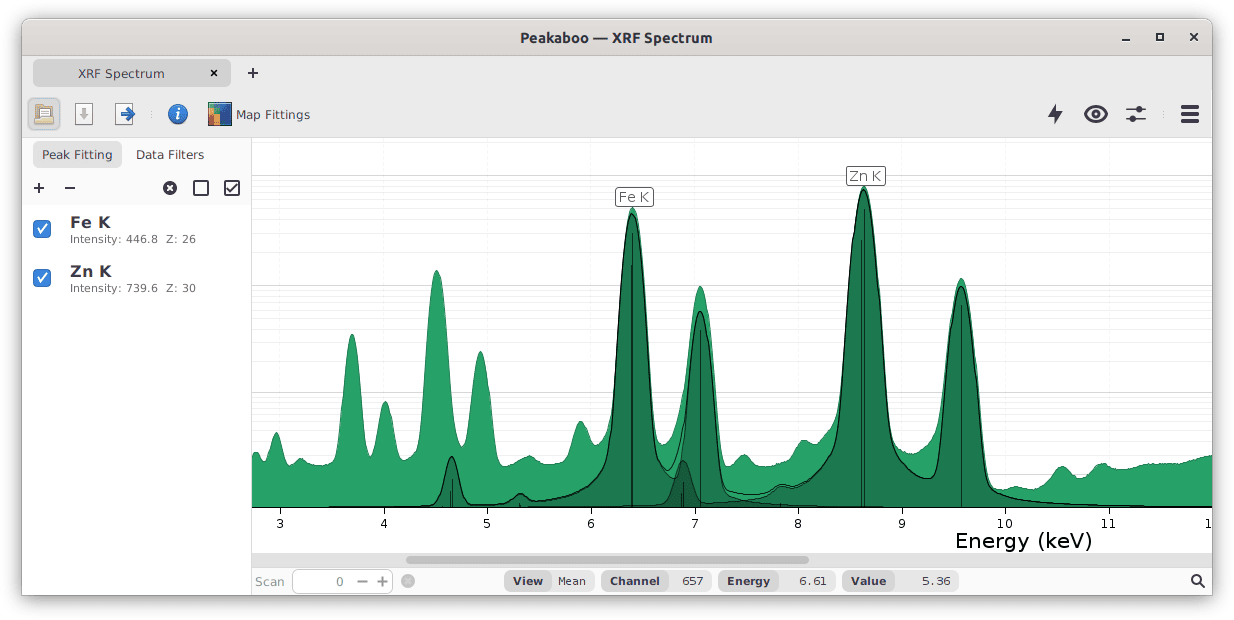 Peakaboo — XRF Spectrum
XRF Spectrum
Map Fittings
Peak Fitting Data Filters
Fe K
Intensity: 446.8 Z: 26
Zn K
Intensity: 739.6 Z: 30
Zn K
Fe K
3 4 5 6 7 8 9 10 11 1
Energy (keV)
Scan 0 View Mean Channel 657 Energy 6.61 Value 5.36